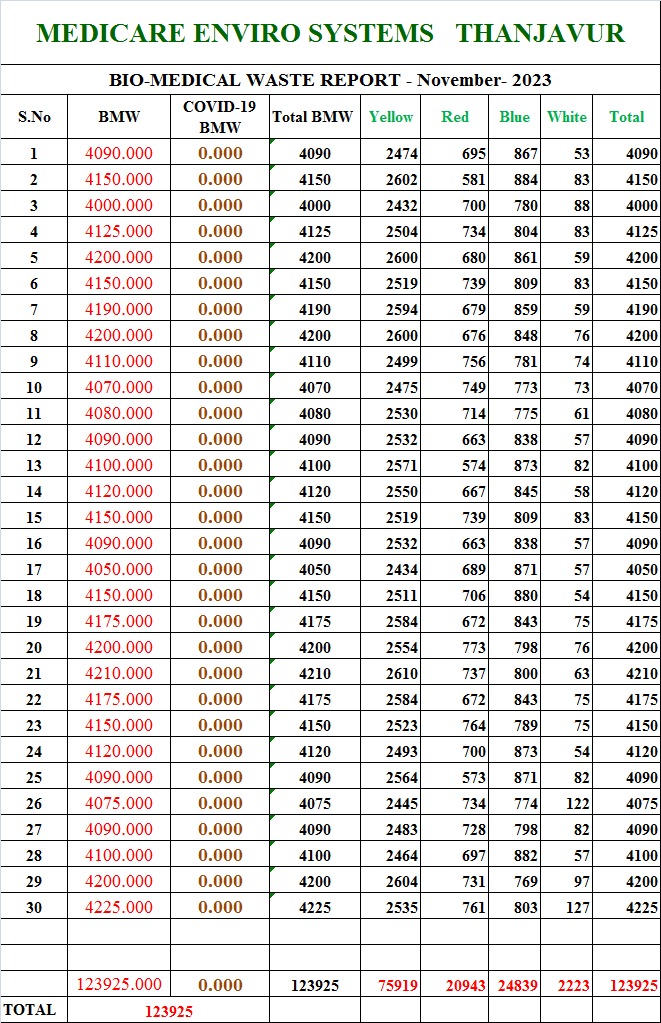 MEDICARE ENVIRO SYSTEMS THANJAVUR
BIO-MEDICAL WASTE REPORT - November- 2023
S.No BMW COVID-19 BMW Total BMW Yellow Red Blue White Total
1 4090.000 0.000 4090 2474 695 867 53 4090
2 4150.000 0.000 4150 2602 581 884 83 4150
3 4000.000 0.000 4000 2432 700 780 88 4000
4 4125.000 0.000 4125 2504 734 804 83 4125
5 4200.000 0.000 4200 2600 680 861 59 4200
6 4150.000 0.000 4150 2519 739 809 83 4150
7 4190.000 0.000 4190 2594 679 859 59 4190
8 4200.000 0.000 4200 2600 676 848 76 4200
9 4110.000 0.000 4110 2499 756 781 74 4110
10 4070.000 0.000 4070 2475 749 773 73 4070
11 4080.000 0.000 4080 2530 714 775 61 4080
12 4090.000 0.000 4090 2532 663 838 57 4090
13 4100.000 0.000 4100 2571 574 873 82 4100
14 4120.000 0.000 4120 2550 667 845 58 4120
15 4150.000 0.000 4150 2519 739 809 83 4150
16 4090.000 0.000 4090 2532 663 838 57 4090
17 4050.000 0.000 4050 2434 689 871 57 4050
18 4150.000 0.000 4150 2511 706 880 54 4150
19 4175.000 0.000 4175 2584 672 843 75 4175
20 4200.000 0.000 4200 2554 773 798 76 4200
21 4210.000 0.000 4210 2610 737 800 63 4210
22 4175.000 0.000 4175 2584 672 843 75 4175
23 4150.000 0.000 4150 2523 764 789 75 4150
24 4120.000 0.000 4120 2493 700 873 54 4120
25 4090.000 0.000 4090 2564 573 871 82 4090
26 4075.000 0.000 4075 2445 734 774 122 4075
27 4090.000 0.000 4090 2483 728 798 82 4090
28 4100.000 0.000 4100 2464 697 882 57 4100
29 4200.000 0.000 4200 2604 731 769 97 4200
30 4225.000 0.000 4225 2535 761 803 127 4225
123925.000 0.000 123925 75919 20943 24839 2223 123925
TOTAL 123925